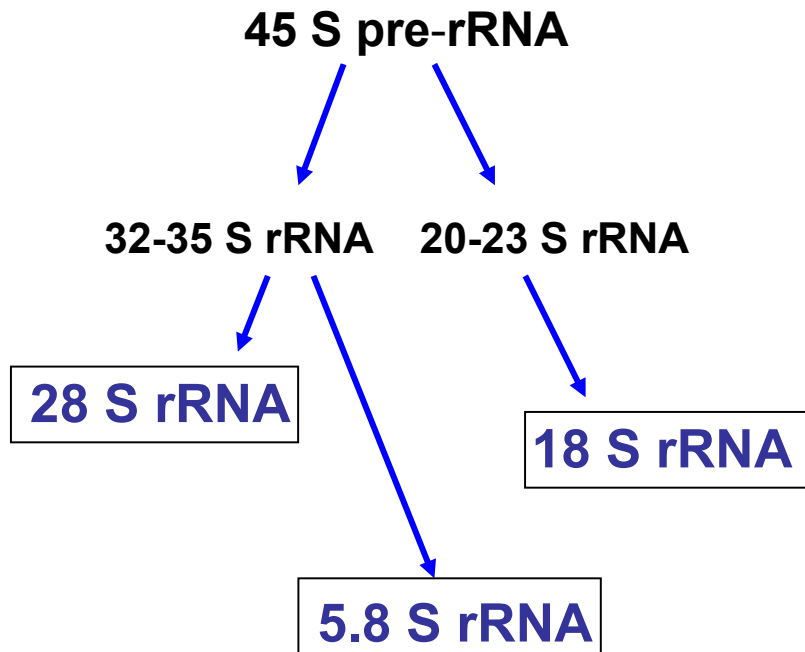 45 S pre-rRNA
32-35 S rRNA 20-23 S rRNA
28 S rRNA
18 S rRNA
5.8 S rRNA